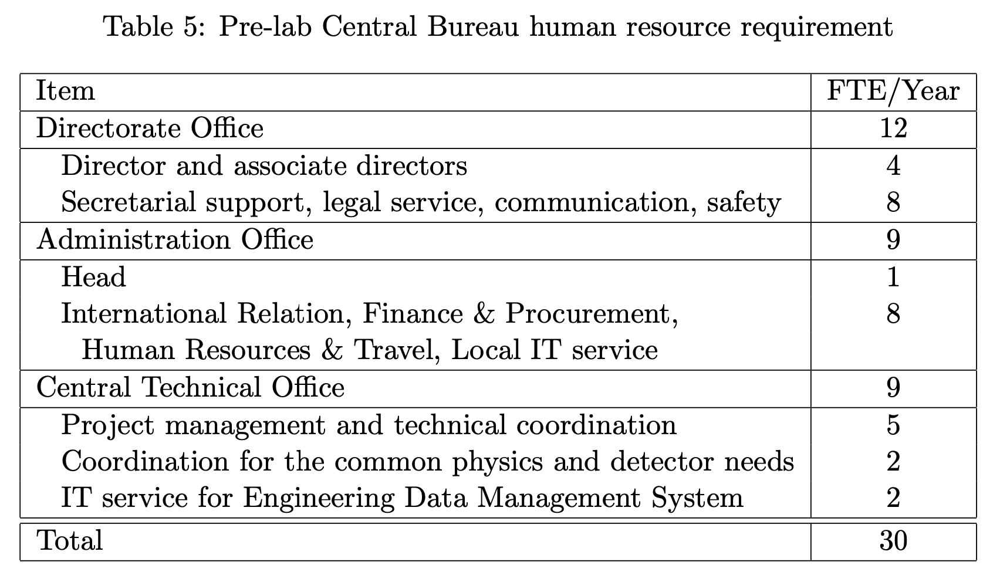 Table 5: Pre-lab Central Bureau human resource requirement
Item FTE/Year
Directorate Office 12
Director and associate directors 4
Secretarial support, legal service, communication, safety 8
Administration Office 9
Head 1
International Relation, Finance & Procurement, 8
Human Resources & Travel, Local IT service
Central Technical Office 9
Project management and technical coordination 5
Coordination for the common physics and detector needs 2
IT service for Engineering Data Management System 2
Total 30